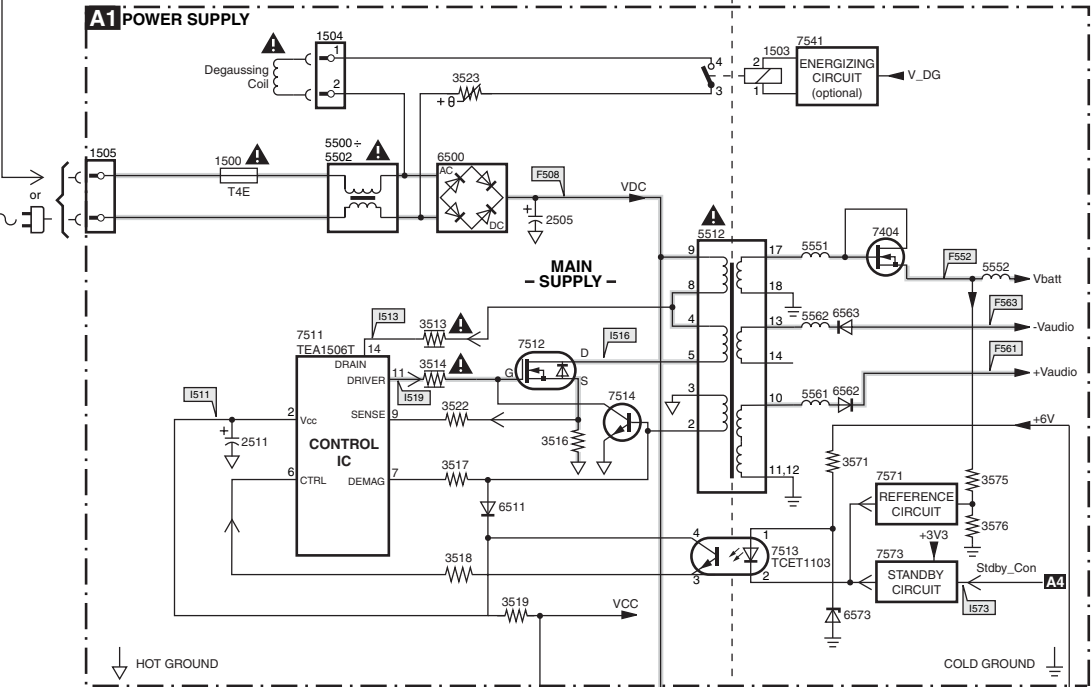 A1 POWER SUPPLY
1504
1
2
Degaussing
Coil
3523
+ θ
4
3
1503
2
1
7541
ENERGIZING
CIRCUIT
(optional)
V_DG
1505
or
1500
T4E
5500 ÷
5502
6500
AC
DC
F508
VDC
+
2505
MAIN
– SUPPLY –
5512
9
8
4
5
3
2
17
18
13
14
10
11,12
5551
7404
F552
5552
Vbatt
F563
5562
6563
-Vaudio
F561
+Vaudio
5561
6562
+6V
I513
3513
7511
TEA1506T
14
DRAIN
DRIVER
11
I519
3514
7512
G
D
S
I516
I511
2
Vcc
+
2511
SENSE
9
3522
7514
3516
CONTROL
IC
6
CTRL
DEMAG
7
3517
6511
3518
3519
VCC
4
3
1
2
7513
TCET1103
3571
7571
REFERENCE
CIRCUIT
3575
3576
+3V3
7573
STANDBY
CIRCUIT
Stdby_Con
A4
I573
6573
HOT GROUND
COLD GROUND